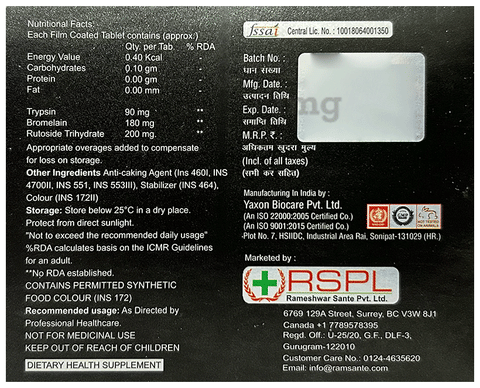 Nutritional Facts:
Each Film Coated Tablet contains (approx:)
Qty. per Tab. % RDA
Energy Value 0.40 Kcal -
Carbohydrates 0.10 gm -
Protein 0.00 gm -
Fat 0.00 mm -
Trypsin 90 mg **
Bromelain 180 mg **
Rutoside Trihydrate 200 mg. **
Appropriate overages added to compensate
for loss on storage.
Other Ingredients Anti-caking Agent (Ins 460I, INS
4700II, INS 551, INS 553III), Stabilizer (INS 464),
Colour (INS 172II)
Storage: Store below 25°C in a dry place.
Protect from direct sunlight.
"Not to exceed the recommended daily usage"
%RDA calculates basis on the ICMR Guidelines
for an adult.
**No RDA established.
CONTAINS PERMITTED SYNTHETIC
FOOD COLOUR (INS 172)
Recommended usage: As Directed by
Professional Healthcare.
NOT FOR MEDICINAL USE
KEEP OUT OF REACH OF CHILDREN
DIETARY HEALTH SUPPLEMENT
fssai Central Lic. No. : 10018064001350
Batch No. :
घान संख्या
Mfg. Date :
उत्पादन तिथि
Exp. Date :
समाप्ति तिथि
M.R.P. ₹. :
अधिकतम खुदरा मूल्य
(Incl. of all taxes)
(सभी कर सहित)
mg
Manufacturing In India by :
Yaxon Biocare Pvt. Ltd.
(An ISO 22000:2005 Certified Co.)
(An ISO 9001:2015 Certified Co.)
Plot No. 7, HSIIDC, Industrial Area Rai, Sonipat-131029 (HR.)
Marketed by :
RSPL
Rameshwar Sante Pvt. Ltd.
6769 129A Street, Surrey, BC V3W 8J1
Canada +1 7789578395
Regd. Off.: U-25/20, G.F., DLF-3,
Gurugram-122010
Customer Care No.: 0124-4635620
Email: info@ramsante.com